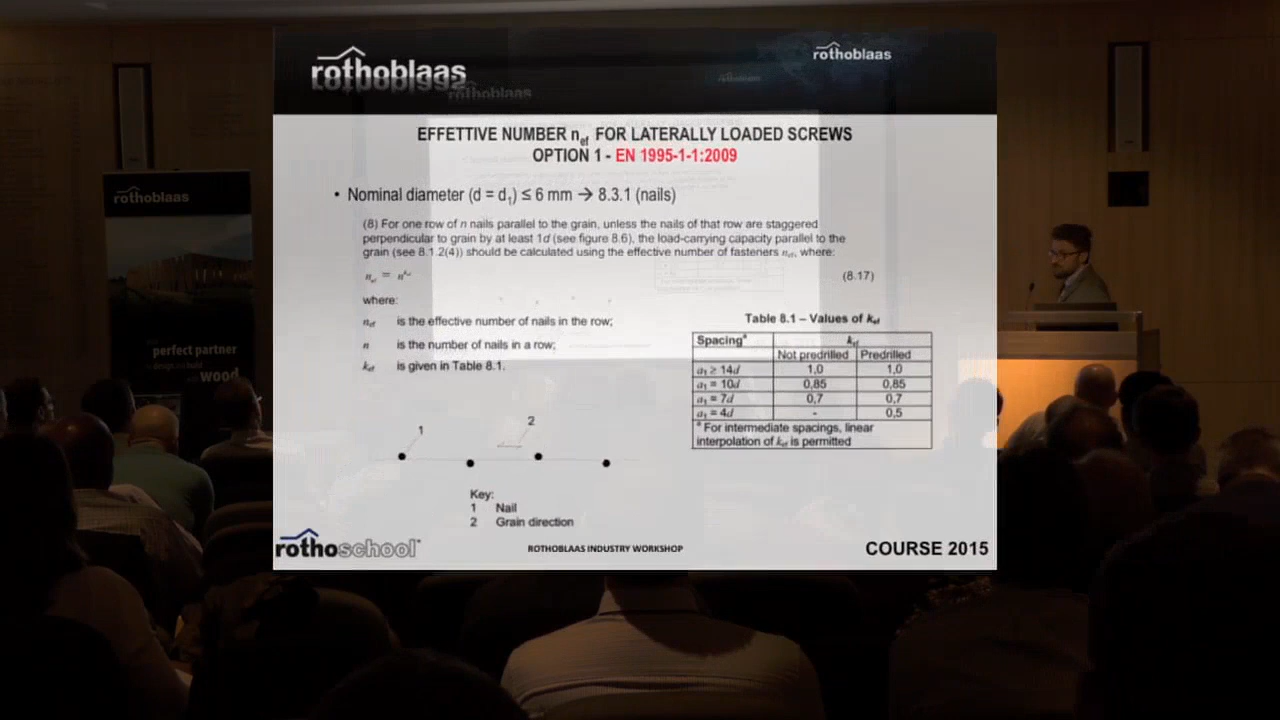 rothoblaas
rothoblaas
rothoblaas
rothoblaas
EFFETTIVE NUMBER nef FOR LATERALLY LOADED SCREWS
OPTION 1 - EN 1995-1-1:2009
• Nominal diameter (d = d1) ≤ 6 mm → 8.3.1 (nails)
(8) For one row of n nails parallel to the grain, unless the nails of that row are staggered
perpendicular to grain by at least 1d (see figure 8.6), the load-carrying capacity parallel to the
grain (see 8.1.2(4)) should be calculated using the effective number of fasteners nef, where:
nef = nkef (8.17)
where:
nef is the effective number of nails in the row;
n is the number of nails in a row;
kef is given in Table 8.1.
Table 8.1 – Values of kef
Spacingª kef
Not predrilled Predrilled
a1 ≥ 14d 1,0 1,0
a1 = 10d 0,85 0,85
a1 = 7d 0,7 0,7
a1 = 4d - 0,5
ª For intermediate spacings, linear
interpolation of kef is permitted
1
2
Key:
1 Nail
2 Grain direction
rothoschool
ROTHOBLAAS INDUSTRY WORKSHOP
COURSE 2015
perfect partner
wood